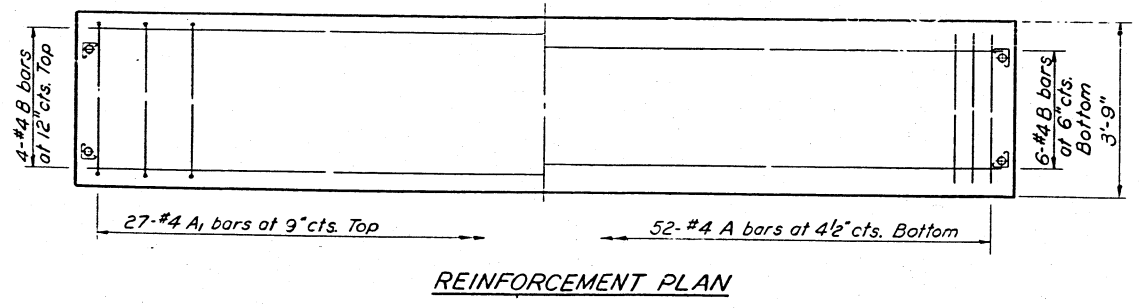 4-#4 B bars
at 12" cts. Top
6-#4 B bars
at 6" cts.
Bottom
3'-9"
27-#4 A₁ bars at 9" cts. Top
52-#4 A bars at 4½" cts. Bottom
REINFORCEMENT PLAN